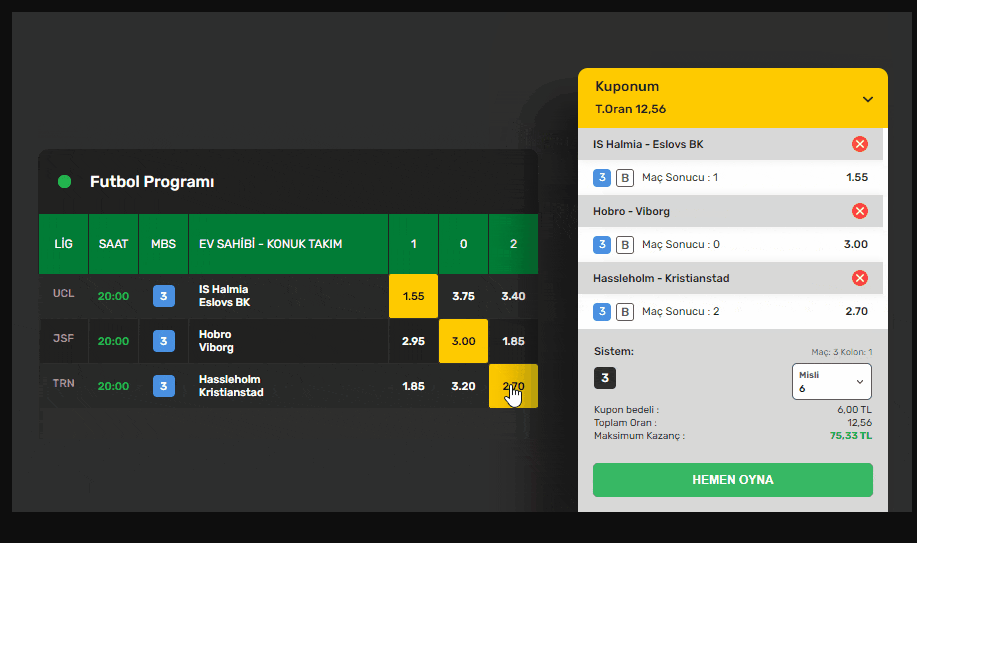 Kuponum
T.Oran 12,56
IS Halmia - Eslovs BK
3 B Maç Sonucu : 1 1.55
Hobro - Viborg
3 B Maç Sonucu : 0 3.00
Hassleholm - Kristianstad
3 B Maç Sonucu : 2 2.70
Sistem: Maç: 3 Kolon: 1
3
Misli
6
Kupon bedeli : 6,00 TL
Toplam Oran : 12,56
Maksimum Kazanç : 75,33 TL
HEMEN OYNA
Futbol Programı
LİG SAAT MBS EV SAHİBİ - KONUK TAKIM 1 0 2
UCL 20:00 3 IS Halmia 1.55 3.75 3.40
Eslovs BK
JSF 20:00 3 Hobro 2.95 3.00 1.85
Viborg
TRN 20:00 3 Hassleholm 1.85 3.20 2.70
Kristianstad